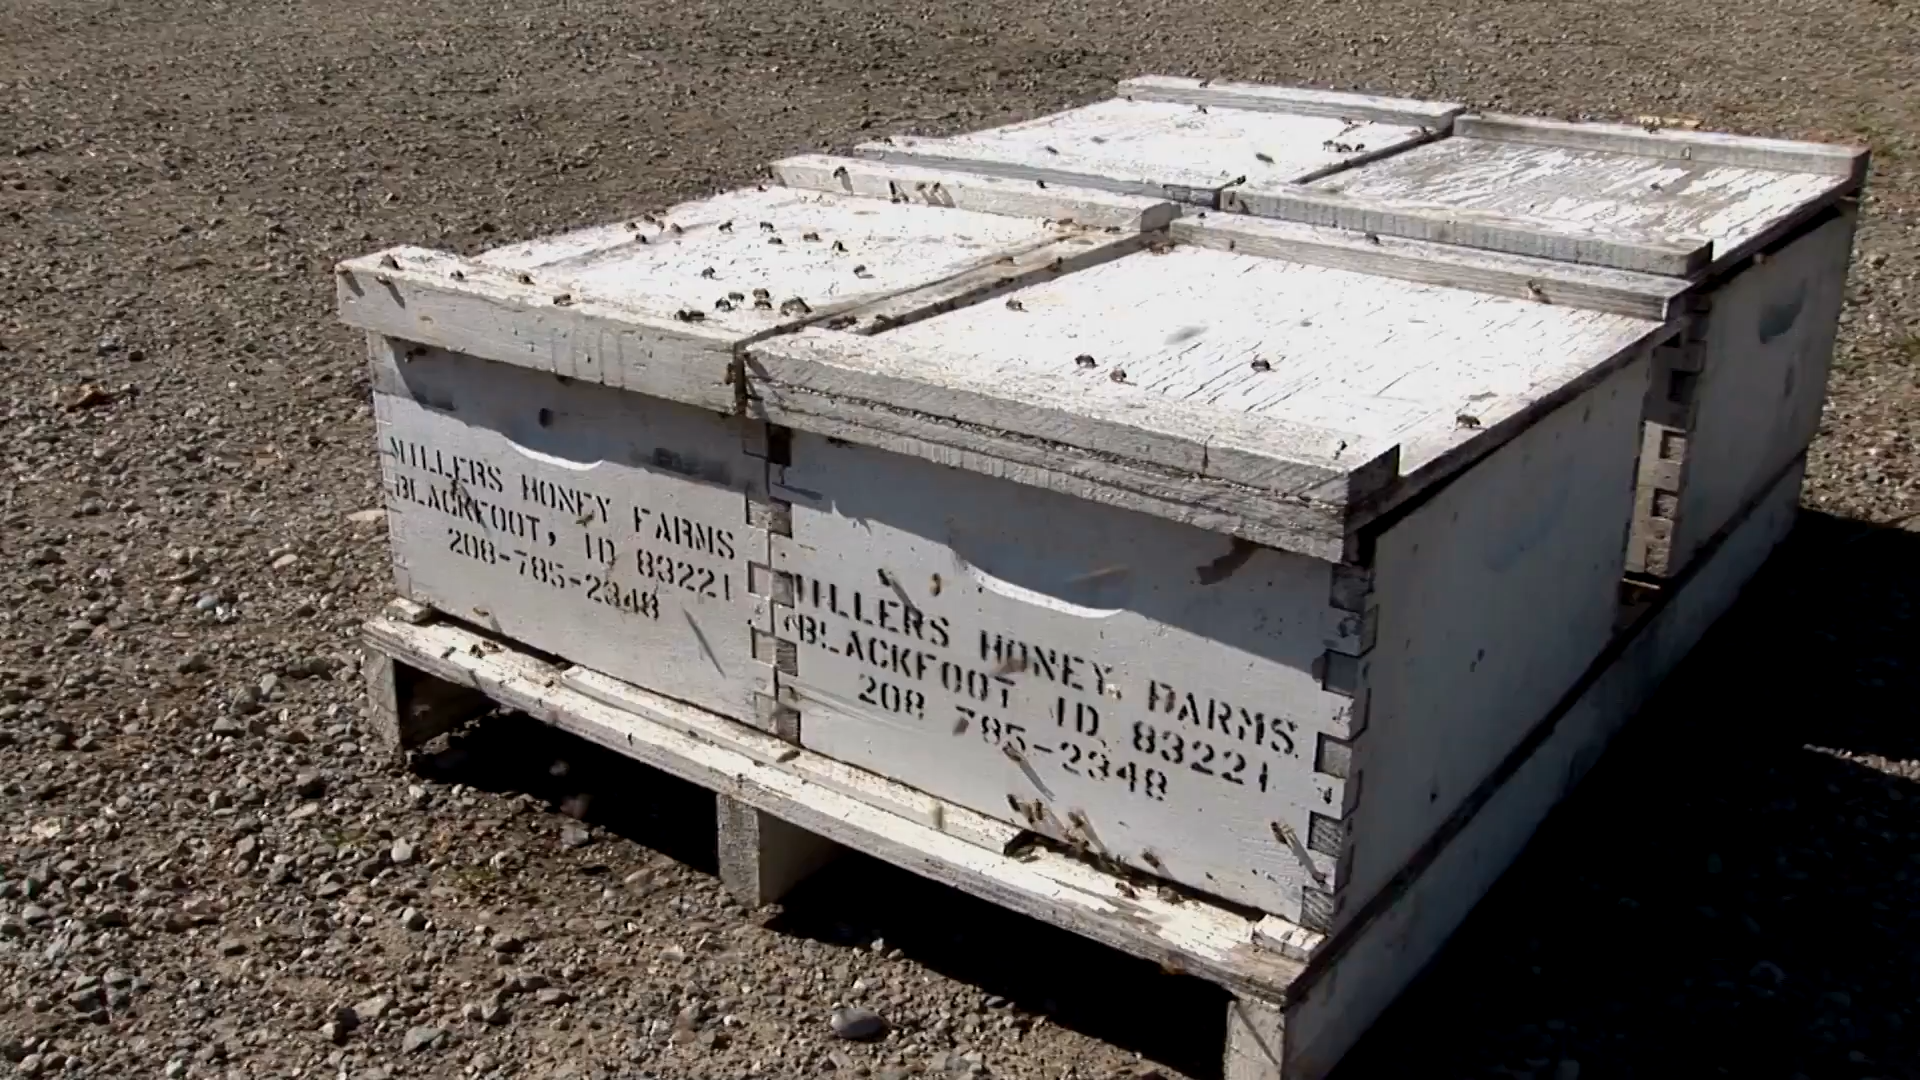 MILLERS HONEY FARMS
BLACKFOOT, ID 83221
208-785-2348
MILLERS HONEY FARMS
BLACKFOOT ID 83221
208 785-2348